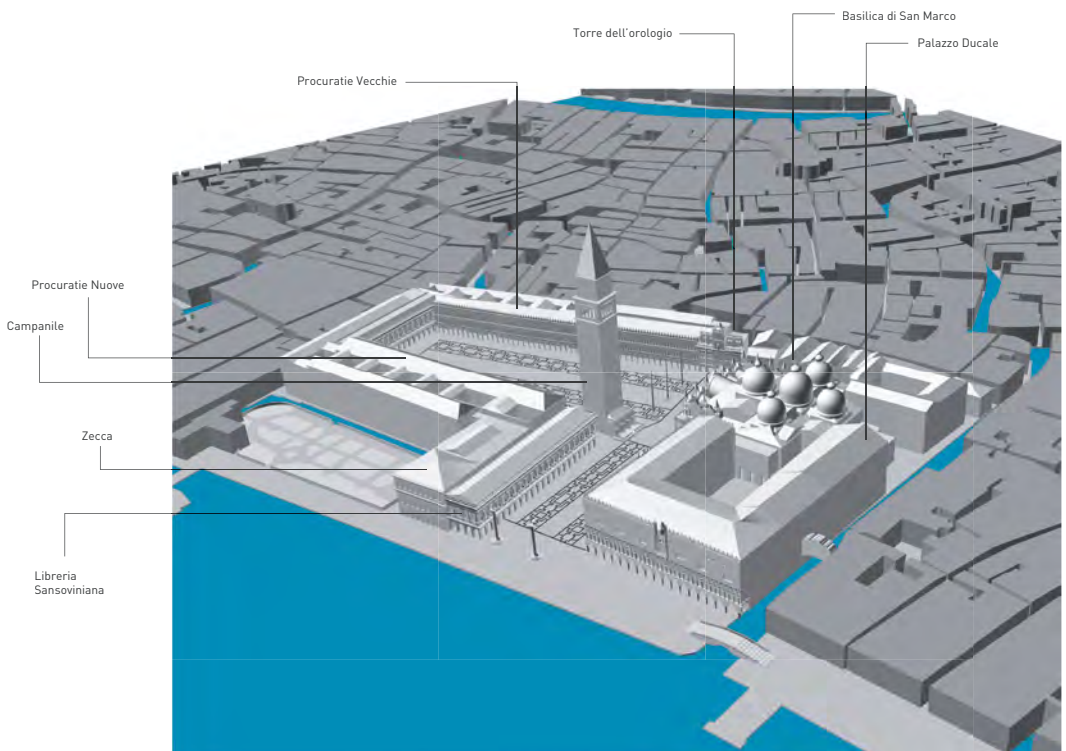 Basilica di San Marco
Torre dell'orologio
Palazzo Ducale
Procuratie Vecchie
Procuratie Nuove
Campanile
Zecca
Libreria
Sansoviniana